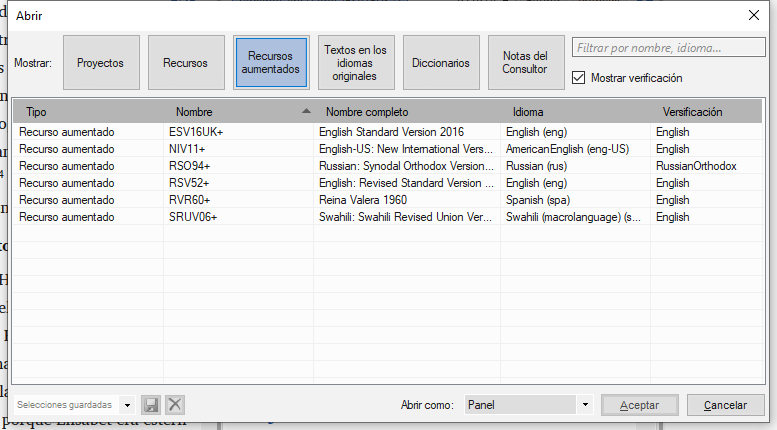 Abrir
Mostrar:
Proyectos
Recursos
Recursos aumentados
Textos en los idiomas originales
Diccionarios
Notas del Consultor
Filtrar por nombre, idioma...
Mostrar verificación
Tipo Nombre Nombre completo Idioma Versificación
Recurso aumentado ESV16UK+ English Standard Version 2016 English (eng) English
Recurso aumentado NIV11+ English-US: New International Vers... AmericanEnglish (eng-US) English
Recurso aumentado RSO94+ Russian: Synodal Orthodox Version... Russian (rus) RussianOrthodox
Recurso aumentado RSV52+ English: Revised Standard Version ... English (eng) English
Recurso aumentado RVR60+ Reina Valera 1960 Spanish (spa) English
Recurso aumentado SRUV06+ Swahili: Swahili Revised Union Ver... Swahili (macrolanguage) (s... English
Selecciones guardadas
Abrir como: Panel Aceptar Cancelar